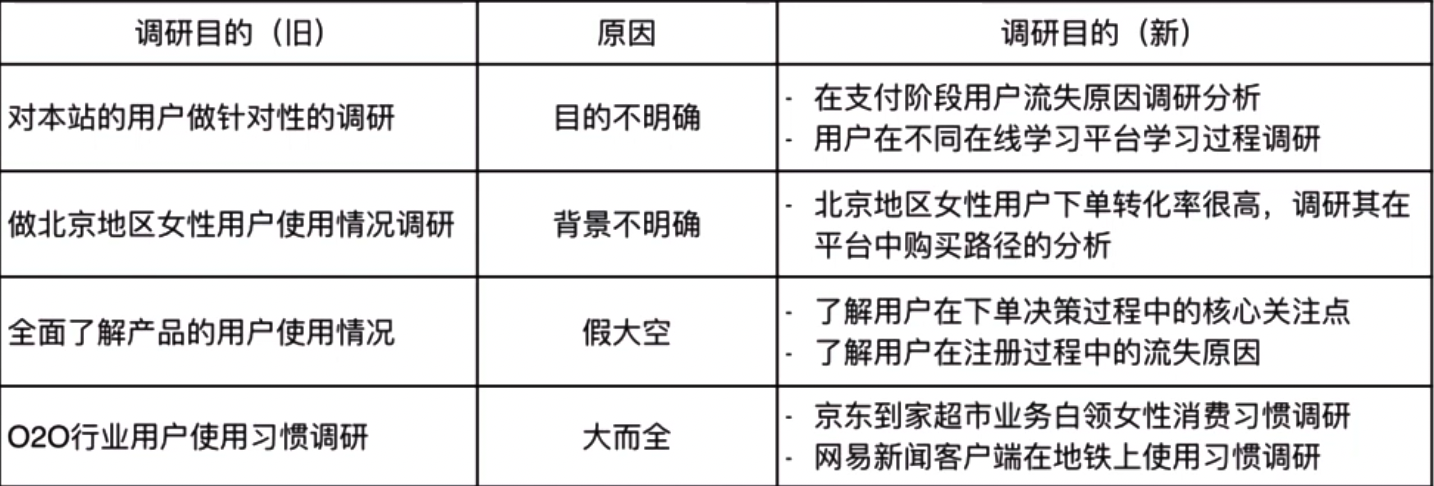 调研目的（旧）
原因
调研目的（新）
对本站的用户做针对性的调研
目的不明确
- 在支付阶段用户流失原因调研分析
- 用户在不同在线学习平台学习过程调研
做北京地区女性用户使用情况调研
背景不明确
- 北京地区女性用户下单转化率很高，调研其在
平台中购买路径的分析
全面了解产品的用户使用情况
假大空
- 了解用户在下单决策过程中的核心关注点
- 了解用户在注册过程中的流失原因
O2O行业用户使用习惯调研
大而全
- 京东到家超市业务白领女性消费习惯调研
- 网易新闻客户端在地铁上使用习惯调研